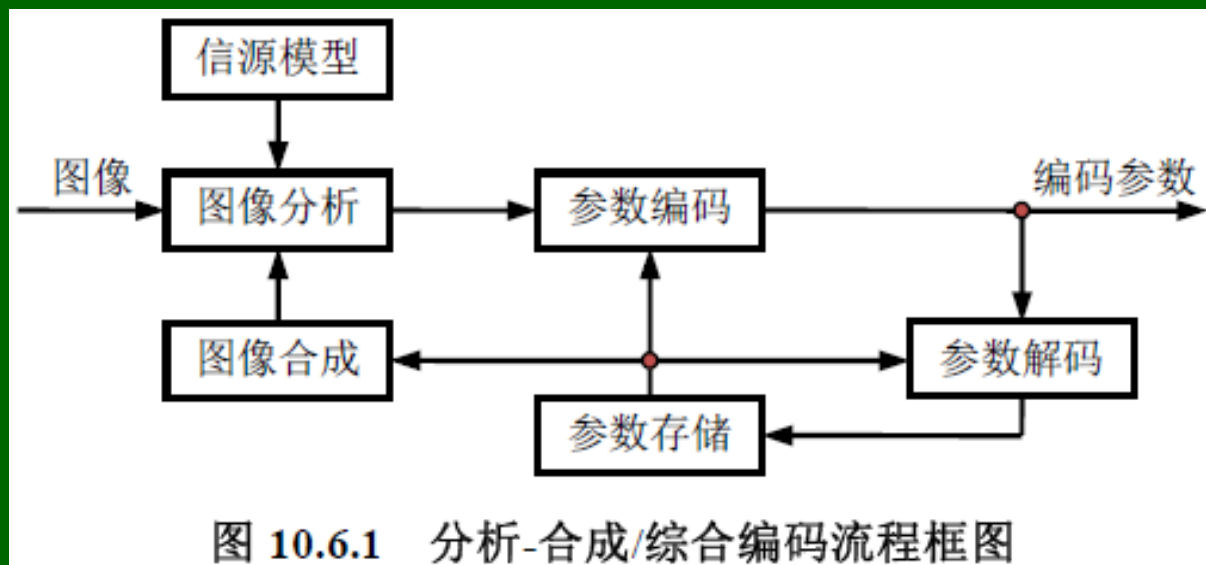 信源模型
图像
图像分析
参数编码
编码参数
图像合成
参数解码
参数存储
图 10.6.1 分析-合成/综合编码流程框图